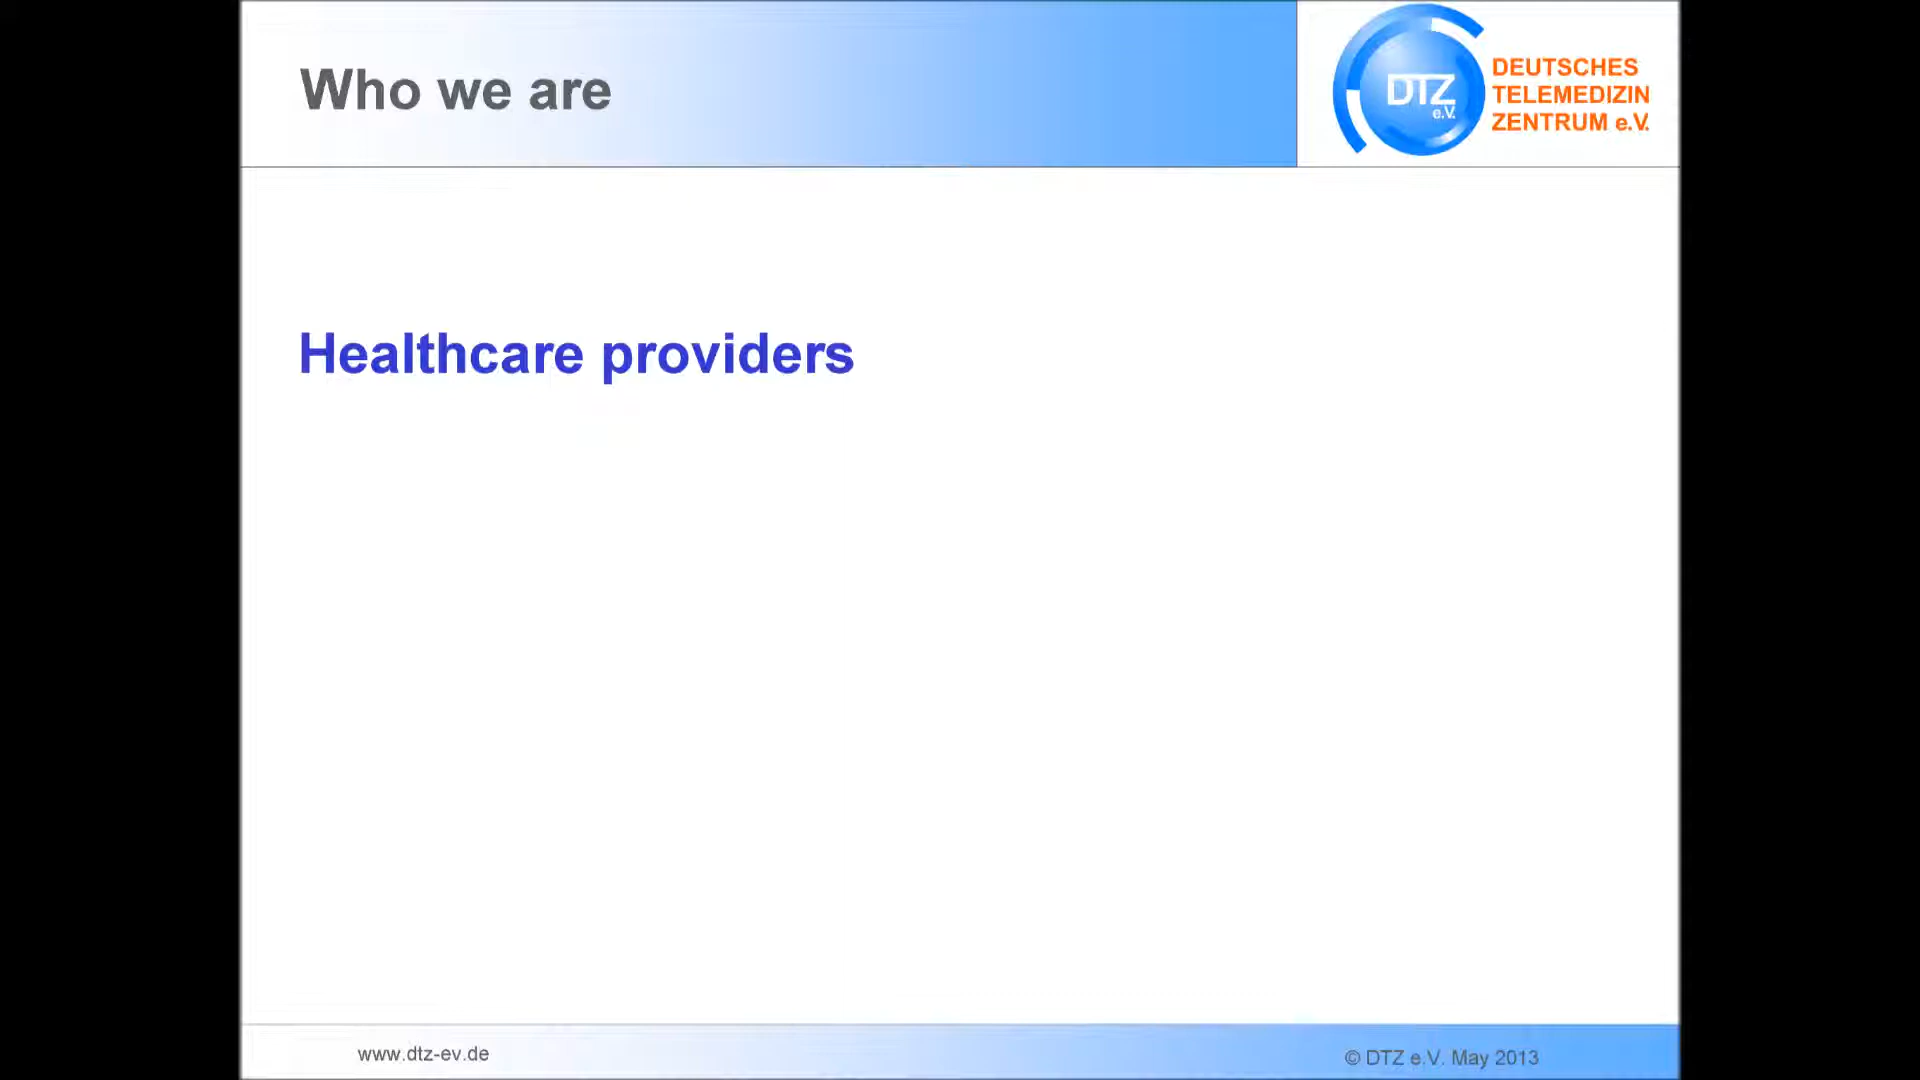 Who we are
DTZ
e.V.
DEUTSCHES
TELEMEDIZIN
ZENTRUM e.V.
Healthcare providers
www.dtz-ev.de
© DTZ e.V. May 2013